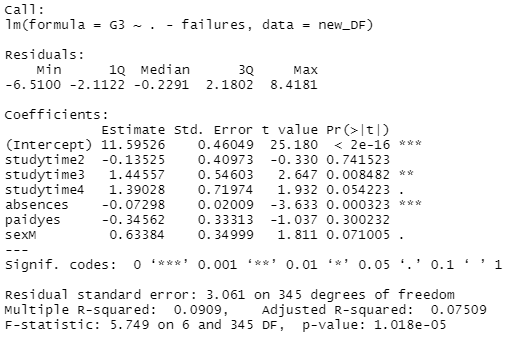 Call:
lm(formula = G3 ~ . - failures, data = new_DF)
Residuals:
Min 1Q Median 3Q Max
-6.5100 -2.1122 -0.2291 2.1802 8.4181
Coefficients:
Estimate Std. Error t value Pr(>|t|)
(Intercept) 11.59526 0.46049 25.180 < 2e-16 ***
studytime2 -0.13525 0.40973 -0.330 0.741523
studytime3 1.44557 0.54603 2.647 0.008482 **
studytime4 1.39028 0.71974 1.932 0.054223 .
absences -0.07298 0.02009 -3.633 0.000323 ***
paidyes -0.34562 0.33313 -1.037 0.300232
sexM 0.63384 0.34999 1.811 0.071005 .
---
Signif. codes: 0 ‘***’ 0.001 ‘**’ 0.01 ‘*’ 0.05 ‘.’ 0.1 ‘ ’ 1
Residual standard error: 3.061 on 345 degrees of freedom
Multiple R-squared: 0.0909, Adjusted R-squared: 0.07509
F-statistic: 5.749 on 6 and 345 DF, p-value: 1.018e-05